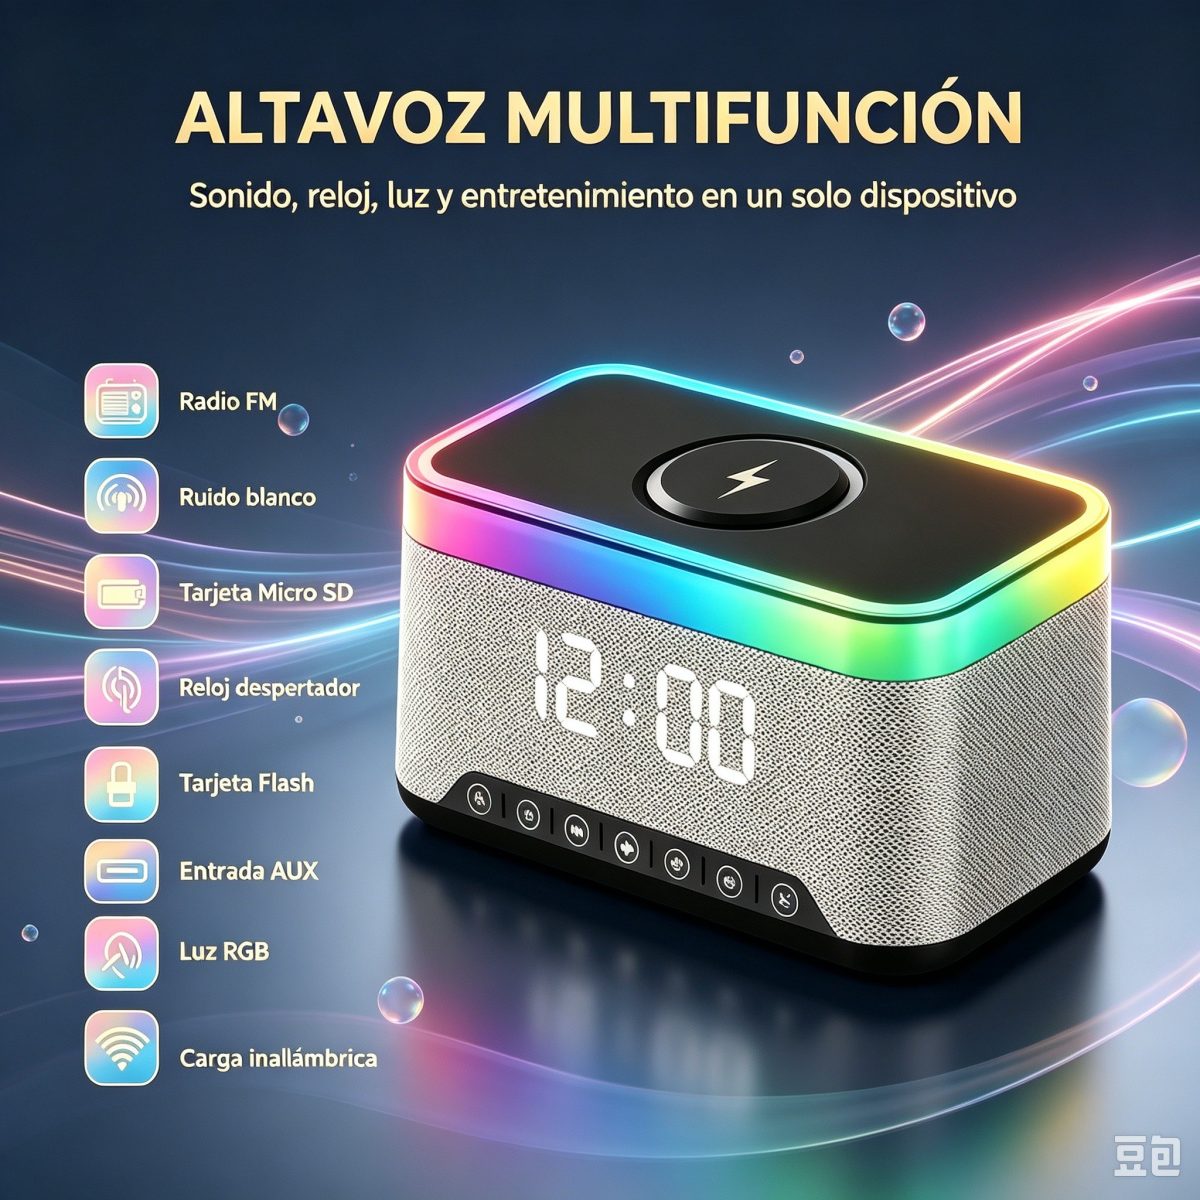 ALTAVOZ MULTIFUNCIÓN
Sonido, reloj, luz y entretenimiento en un solo dispositivo
Radio FM
Ruido blanco
Tarjeta Micro SD
Reloj despertador
Tarjeta Flash
Entrada AUX
Luz RGB
Carga inallámbrica
12:00
豆包